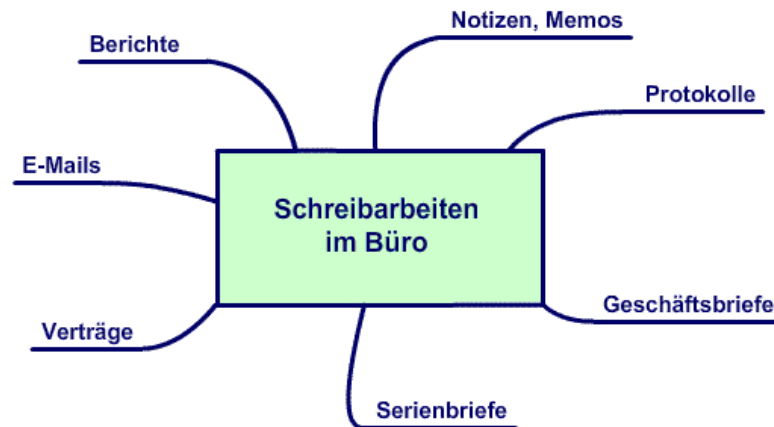 Notizen, Memos
Berichte
Protokolle
E-Mails
Schreibarbeiten
im Büro
Geschäftsbriefe
Verträge
Serienbriefe